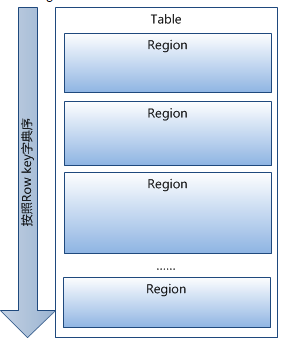 Table
Region
Region
Region
......
Region
按照Row key字典序